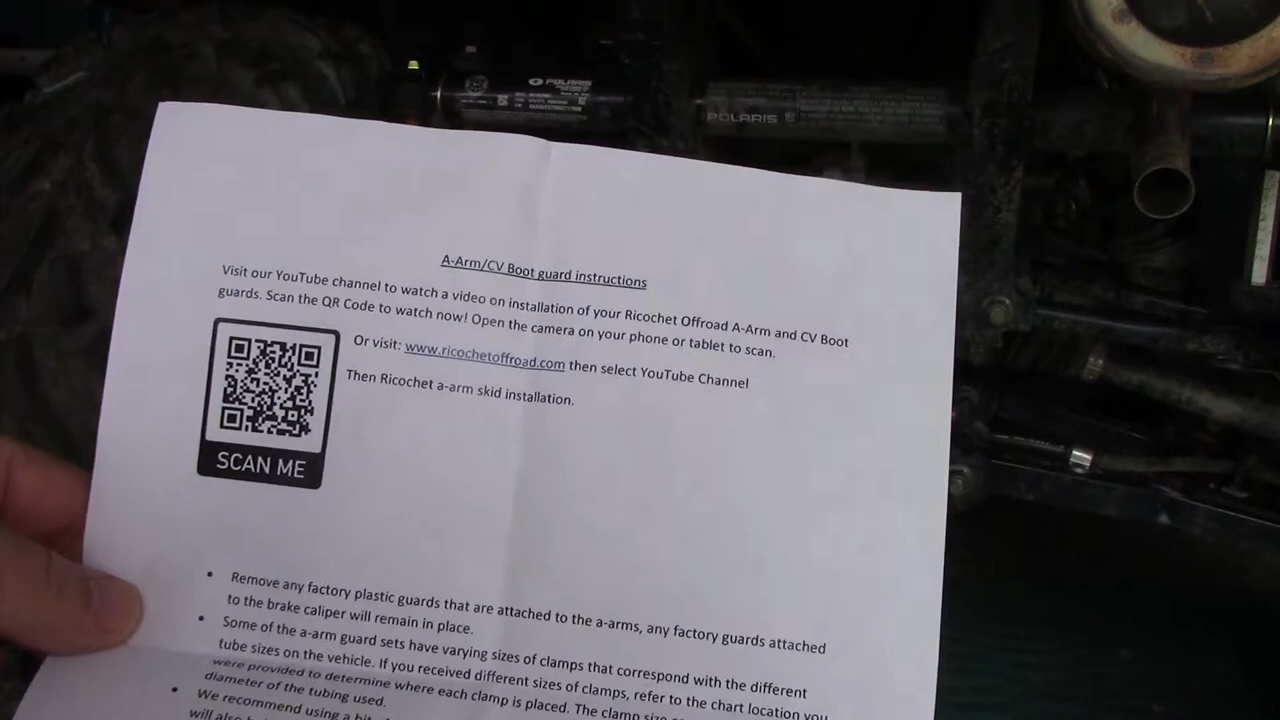 POLARIS
POLARIS
A-Arm/CV Boot guard instructions
Visit our YouTube channel to watch a video on installation of your Ricochet Offroad A-Arm and CV Boot
guards. Scan the QR Code to watch now! Open the camera on your phone or tablet to scan.
Or visit: www.ricochetoffroad.com then select YouTube Channel
Then Ricochet a-arm skid installation.
SCAN ME
• Remove any factory plastic guards that are attached to the a-arms, any factory guards attached
to the brake caliper will remain in place.
• Some of the a-arm guard sets have varying sizes of clamps that correspond with the different
tube sizes on the vehicle. If you received different sizes of clamps, refer to the chart location you
were provided to determine where each clamp is placed. The clamp size
diameter of the tubing used.
• We recommend using a
will